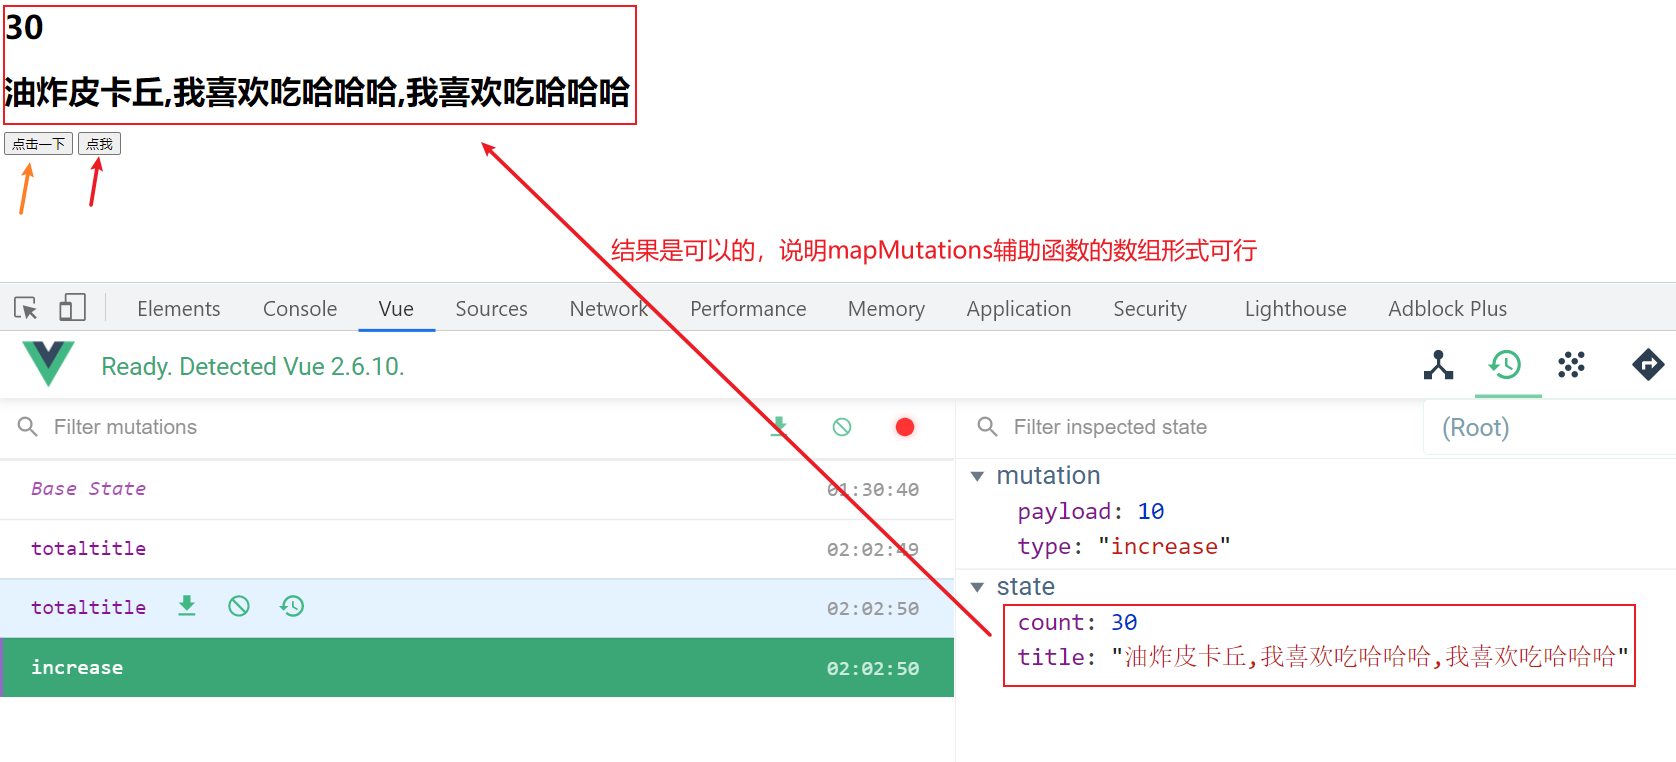 30
油炸皮卡丘,我喜欢吃哈哈哈,我喜欢吃哈哈哈
点击一下 点我
结果是可以的，说明mapMutations辅助函数的数组形式可行
Elements Console Vue Sources Network Performance Memory Application Security Lighthouse Adblock Plus
Ready. Detected Vue 2.6.10.
Filter mutations
Filter inspected state
(Root)
Base State 01:30:40
totaltitle 02:02:49
totaltitle 02:02:50
increase 02:02:50
mutation
payload: 10
type: "increase"
state
count: 30
title: "油炸皮卡丘,我喜欢吃哈哈哈,我喜欢吃哈哈哈"